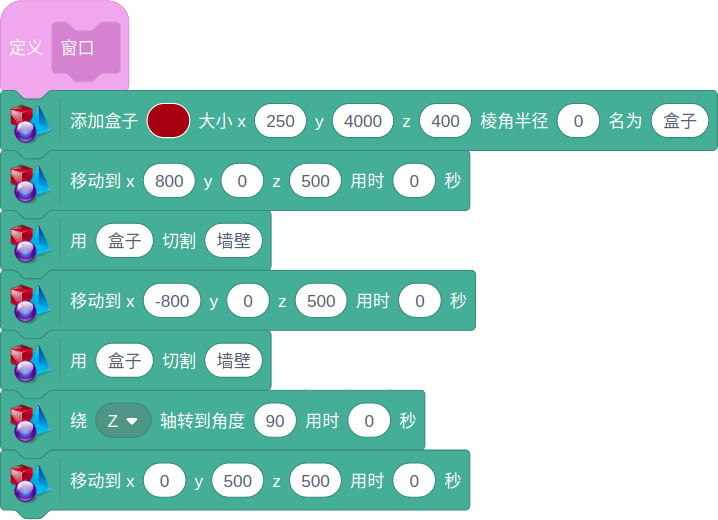 定义 窗口
添加盒子 大小 x 250 y 4000 z 400 棱角半径 0 名为 盒子
移动到 x 800 y 0 z 500 用时 0 秒
用 盒子 切割 墙壁
移动到 x -800 y 0 z 500 用时 0 秒
用 盒子 切割 墙壁
绕 Z 轴转到角度 90 用时 0 秒
移动到 x 0 y 500 z 500 用时 0 秒